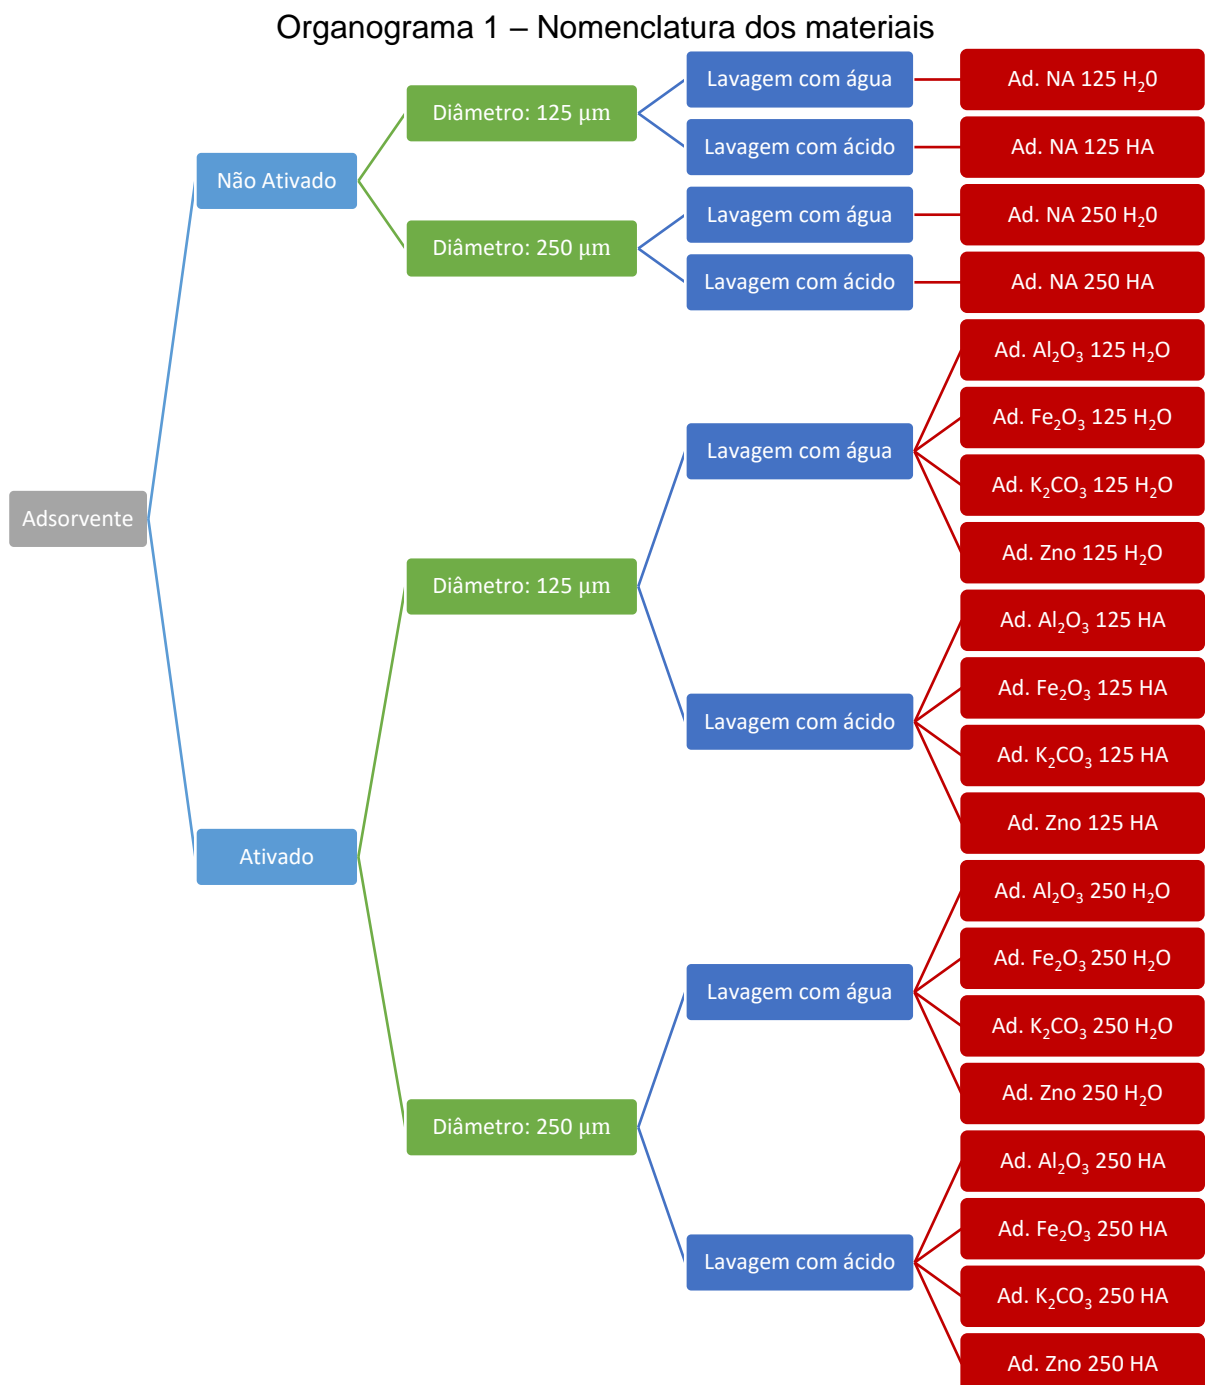 Organograma 1 – Nomenclatura dos materiais
Adsorvente
Não Ativado
Diâmetro: 125 μm
Lavagem com água
Ad. NA 125 H₂0
Lavagem com ácido
Ad. NA 125 HA
Diâmetro: 250 μm
Lavagem com água
Ad. NA 250 H₂0
Lavagem com ácido
Ad. NA 250 HA
Ativado
Diâmetro: 125 μm
Lavagem com água
Ad. Al₂O₃ 125 H₂O
Ad. Fe₂O₃ 125 H₂O
Ad. K₂CO₃ 125 H₂O
Ad. Zno 125 H₂O
Lavagem com ácido
Ad. Al₂O₃ 125 HA
Ad. Fe₂O₃ 125 HA
Ad. K₂CO₃ 125 HA
Ad. Zno 125 HA
Diâmetro: 250 μm
Lavagem com água
Ad. Al₂O₃ 250 H₂O
Ad. Fe₂O₃ 250 H₂O
Ad. K₂CO₃ 250 H₂O
Ad. Zno 250 H₂O
Lavagem com ácido
Ad. Al₂O₃ 250 HA
Ad. Fe₂O₃ 250 HA
Ad. K₂CO₃ 250 HA
Ad. Zno 250 HA